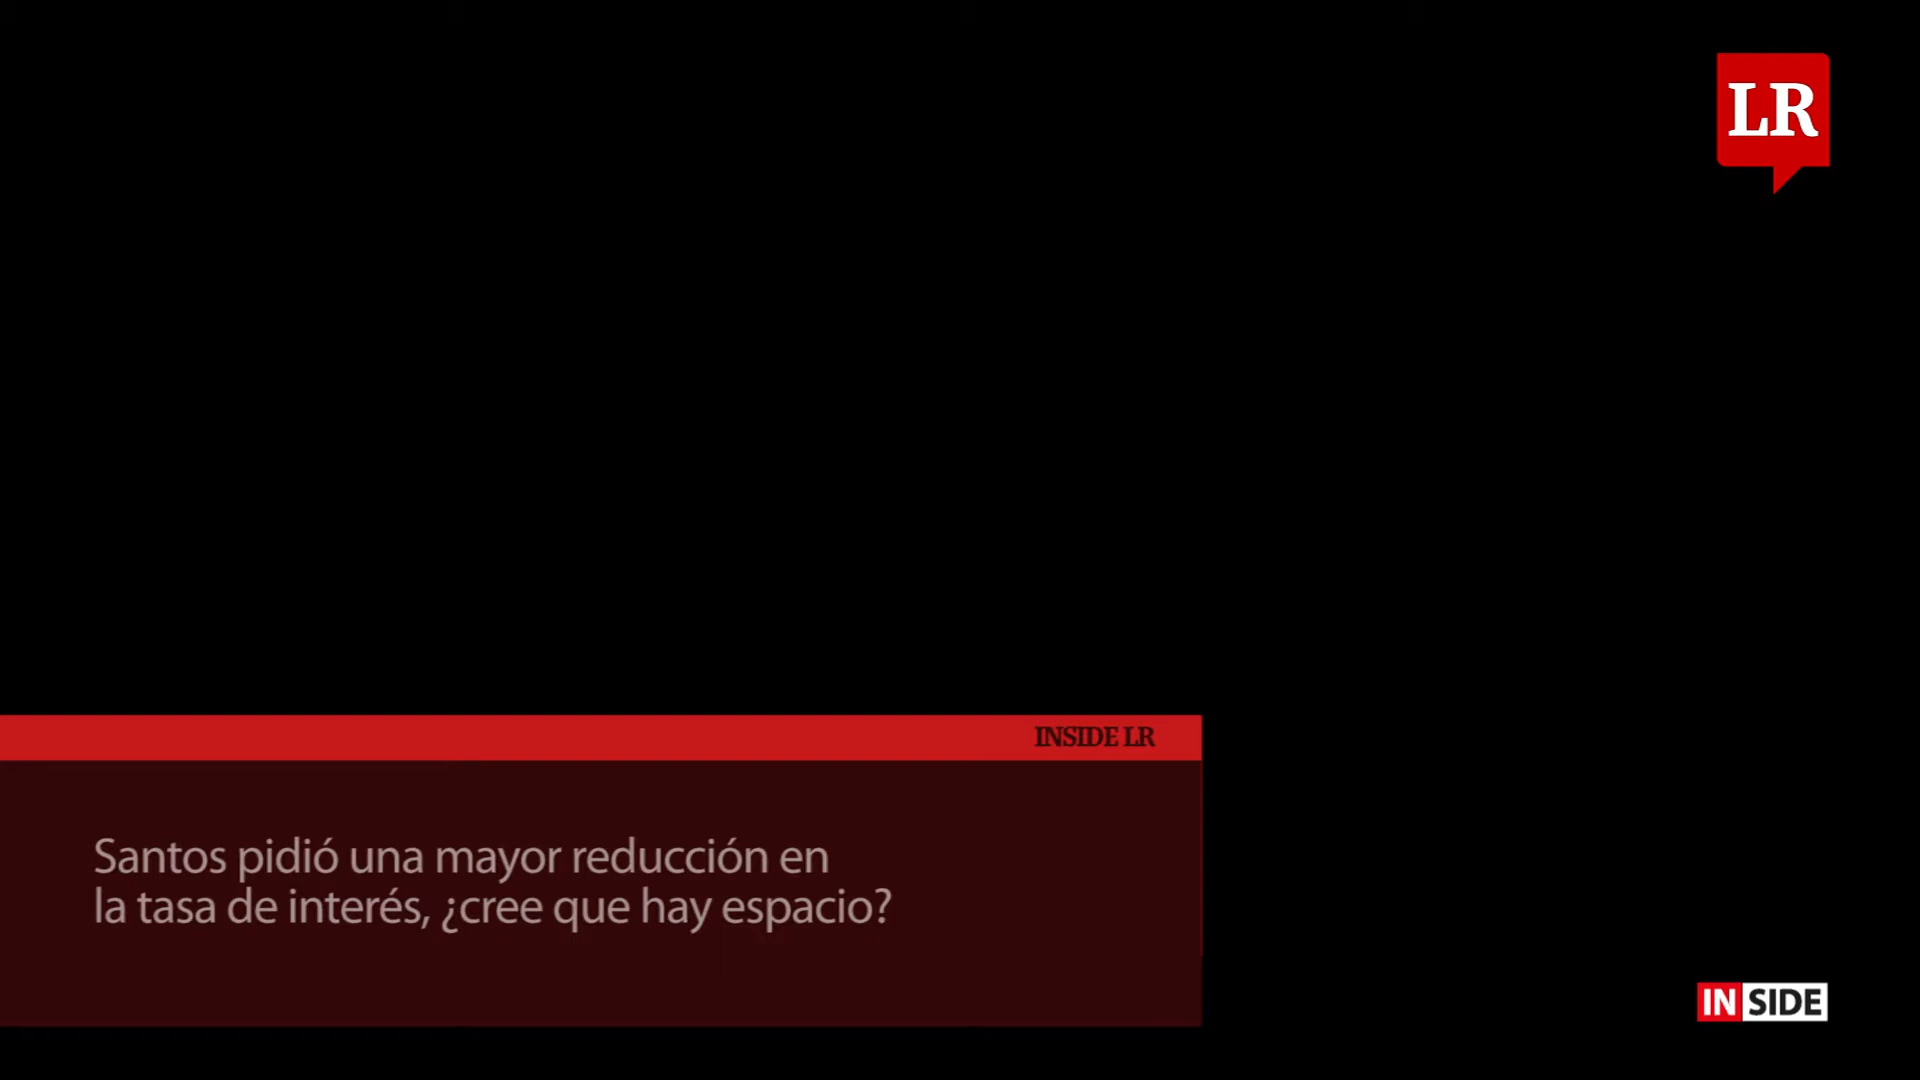 LR
INSIDE LR
Santos pidió una mayor reducción en
la tasa de interés, ¿cree que hay espacio?
INSIDE